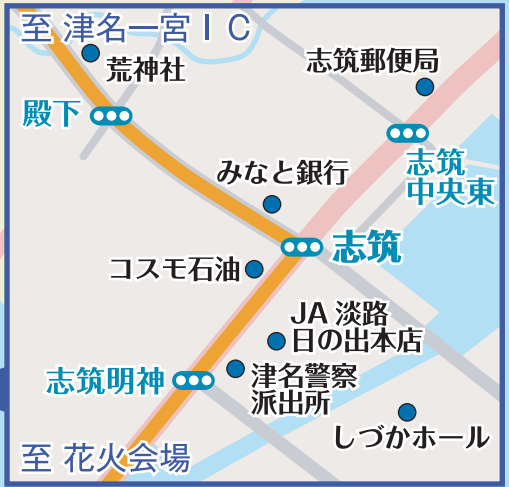 至 津名一宮ＩＣ
荒神社
志筑郵便局
殿下
志筑
中央東
みなと銀行
志筑
コスモ石油
JA 淡路
日の出本店
志筑明神
津名警察
派出所
しづかホール
至 花火会場